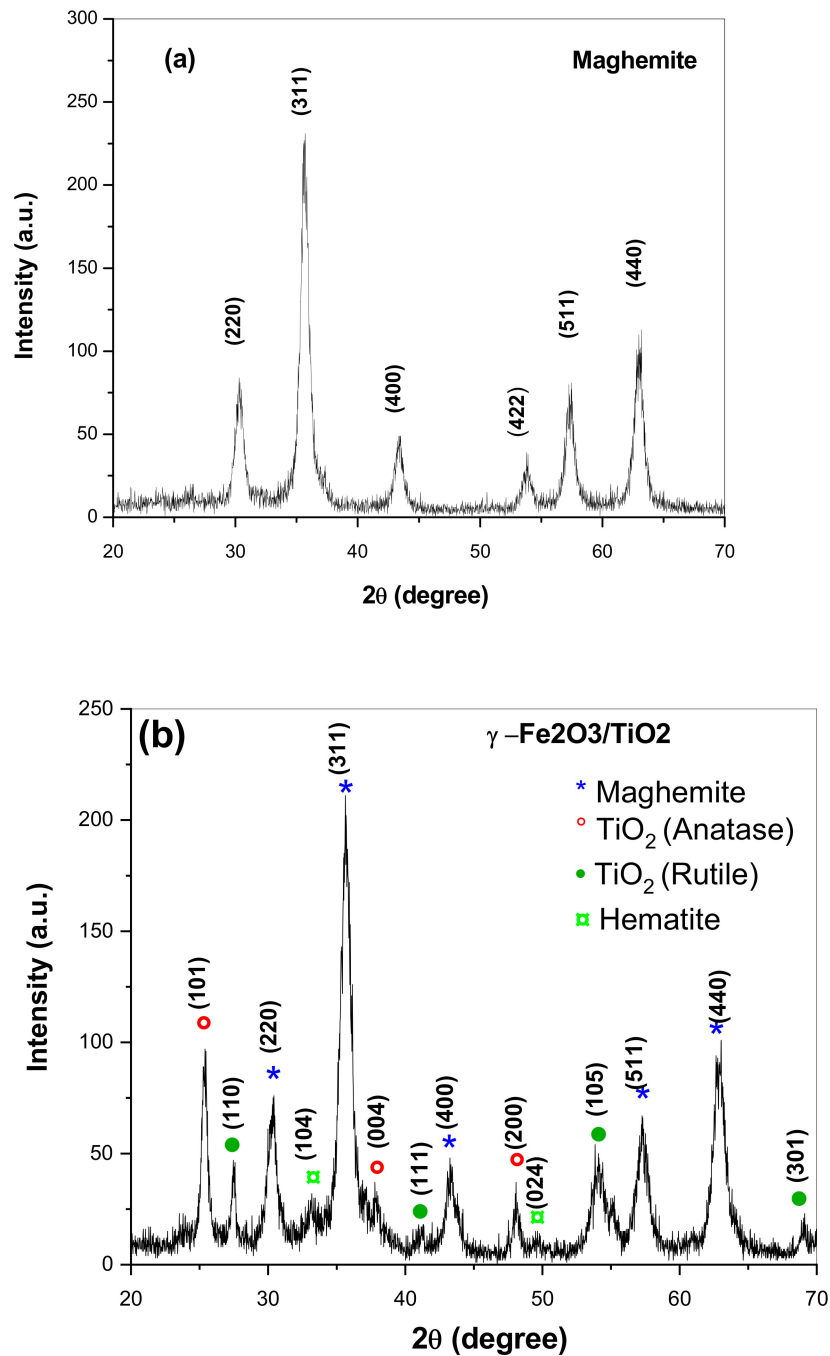 (a)
Maghemite
300
250
200
150
100
50
0
Intensity (a.u.)
(220)
(311)
(400)
(422)
(511)
(440)
20 30 40 50 60 70
2θ (degree)
(b)
γ –Fe2O3/TiO2
* Maghemite
TiO₂ (Anatase)
TiO₂ (Rutile)
Hematite
250
200
150
100
50
0
Intensity (a.u.)
(101)
(110)
(220)
(104)
(311)
(004)
(111)
(400)
(200)
(024)
(105)
(511)
(440)
(301)
20 30 40 50 60 70
2θ (degree)